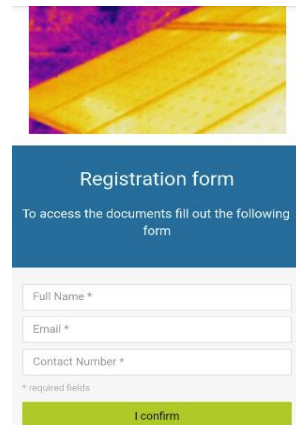 Registration form
To access the documents fill out the following
form
Full Name *
Email *
Contact Number *
* required fields
I confirm